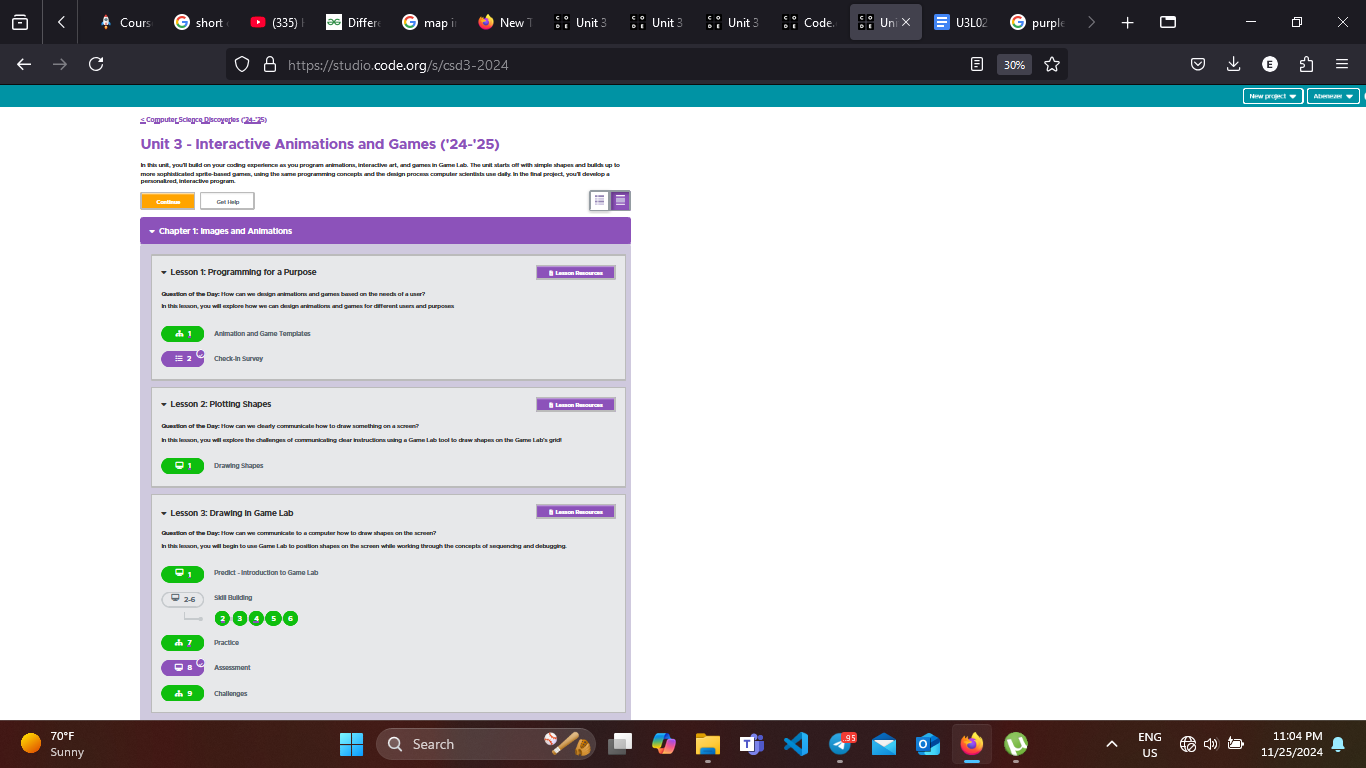 Cours
short
(335)
Differe
map i
New T
Unit 3
Unit 3
Unit 3
Code.
Uni
U3L02
purple
https://studio.code.org/s/csd3-2024
30%
E
New project
Abeneazer
< Computer Science Discoveries ('24-'25)
Unit 3 - Interactive Animations and Games ('24-'25)
In this unit, you'll build on your coding experience as you program animations, interactive art, and games in Game Lab. The unit starts off with simple shapes and builds up to
more sophisticated sprite-based games, using the same programming concepts and the design process computer scientists use daily. In the final project, you'll develop a
personalized, interactive program.
Continue
Get Help
Chapter 1: Images and Animations
Lesson 1: Programming for a Purpose
Lesson Resources
Question of the Day: How can we design animations and games based on the needs of a user?
In this lesson, you will explore how we can design animations and games for different users and purposes
1 Animation and Game Templates
2 Check-In Survey
Lesson 2: Plotting Shapes
Lesson Resources
Question of the Day: How can we clearly communicate how to draw something on a screen?
In this lesson, you will explore the challenges of communicating clear instructions using a Game Lab tool to draw shapes on the Game Lab's grid!
1 Drawing Shapes
Lesson 3: Drawing in Game Lab
Lesson Resources
Question of the Day: How can we communicate to a computer how to draw shapes on the screen?
In this lesson, you will begin to use Game Lab to position shapes on the screen while working through the concepts of sequencing and debugging.
1 Predict - Introduction to Game Lab
2-6 Skill Building
2 3 4 5 6
7 Practice
8 Assessment
9 Challenges
70°F
Sunny
Search
95
ENG
US
11:04 PM
11/25/2024